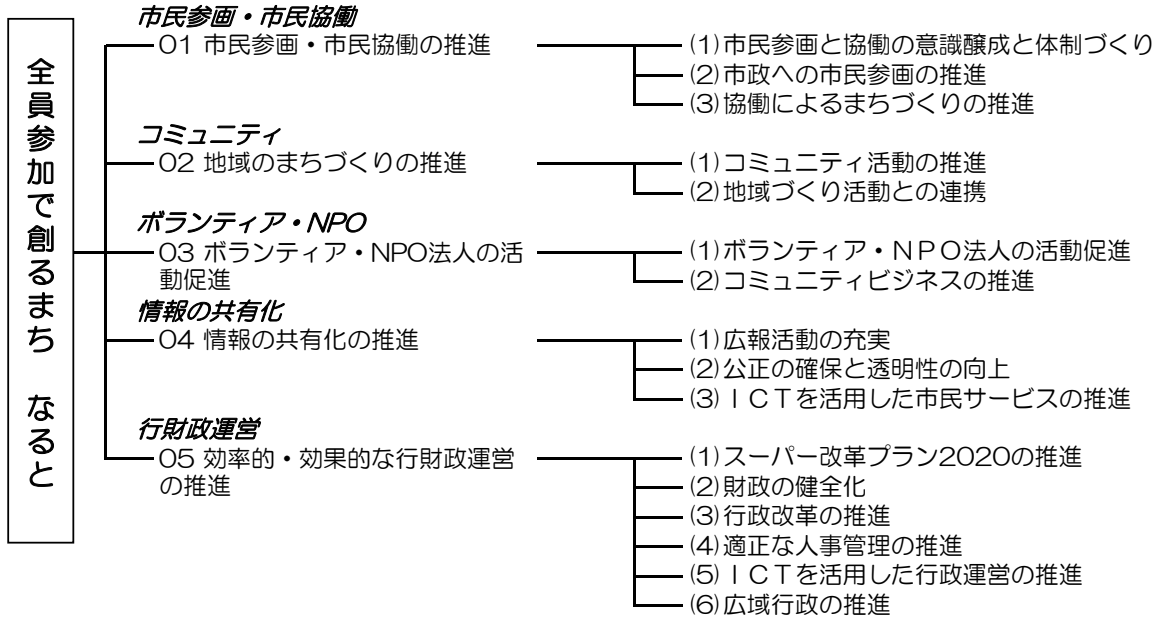 全員参加で創るまち　なると
市民参画・市民協働
01 市民参画・市民協働の推進
(1)市民参画と協働の意識醸成と体制づくり
(2)市政への市民参画の推進
(3)協働によるまちづくりの推進
コミュニティ
02 地域のまちづくりの推進
(1)コミュニティ活動の推進
(2)地域づくり活動との連携
ボランティア・NPO
03 ボランティア・NPO法人の活
動促進
(1)ボランティア・ＮＰＯ法人の活動促進
(2)コミュニティビジネスの推進
情報の共有化
04 情報の共有化の推進
(1)広報活動の充実
(2)公正の確保と透明性の向上
(3)ＩＣＴを活用した市民サービスの推進
行財政運営
05 効率的・効果的な行財政運営
の推進
(1)スーパー改革プラン2020の推進
(2)財政の健全化
(3)行政改革の推進
(4)適正な人事管理の推進
(5)ＩＣＴを活用した行政運営の推進
(6)広域行政の推進